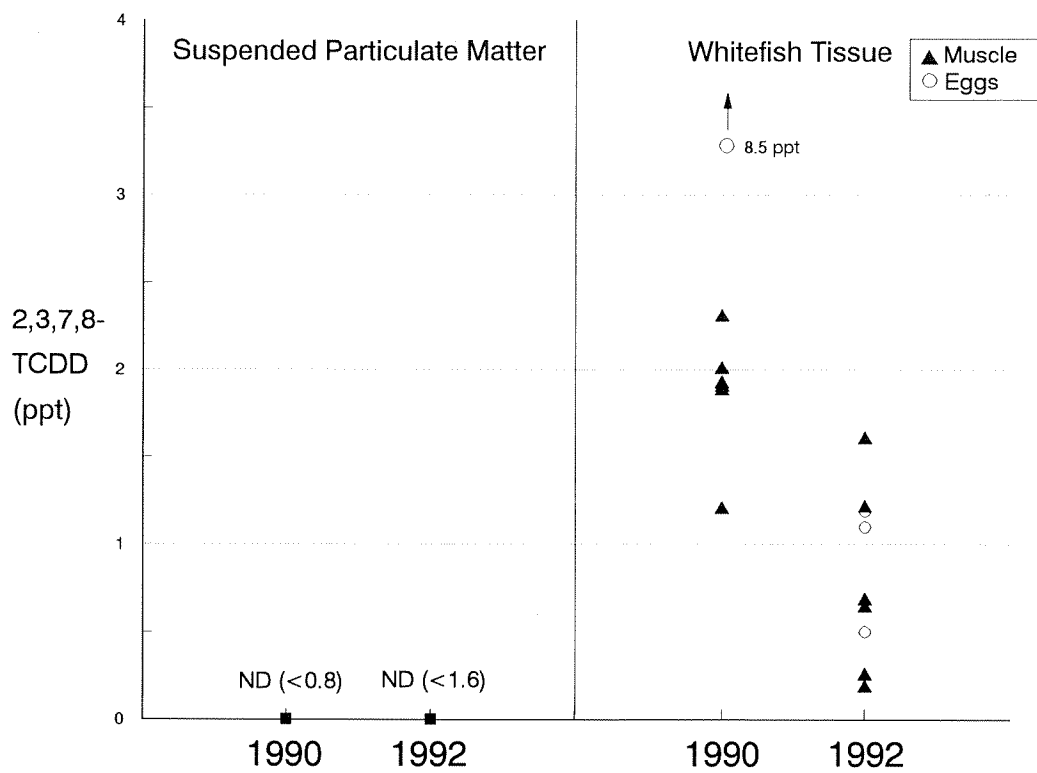 Suspended Particulate Matter
Whitefish Tissue
Muscle
Eggs
8.5 ppt
4
3
2
1
0
2,3,7,8-
TCDD
(ppt)
ND (<0.8)
ND (<1.6)
1990
1992
1990
1992